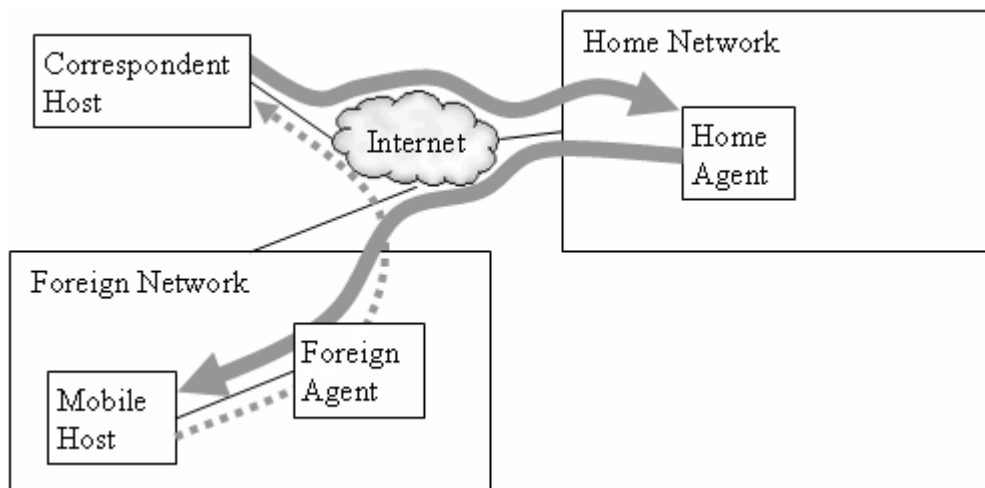 Correspondent
Host
Internet
Home Network
Home
Agent
Foreign Network
Foreign
Agent
Mobile
Host